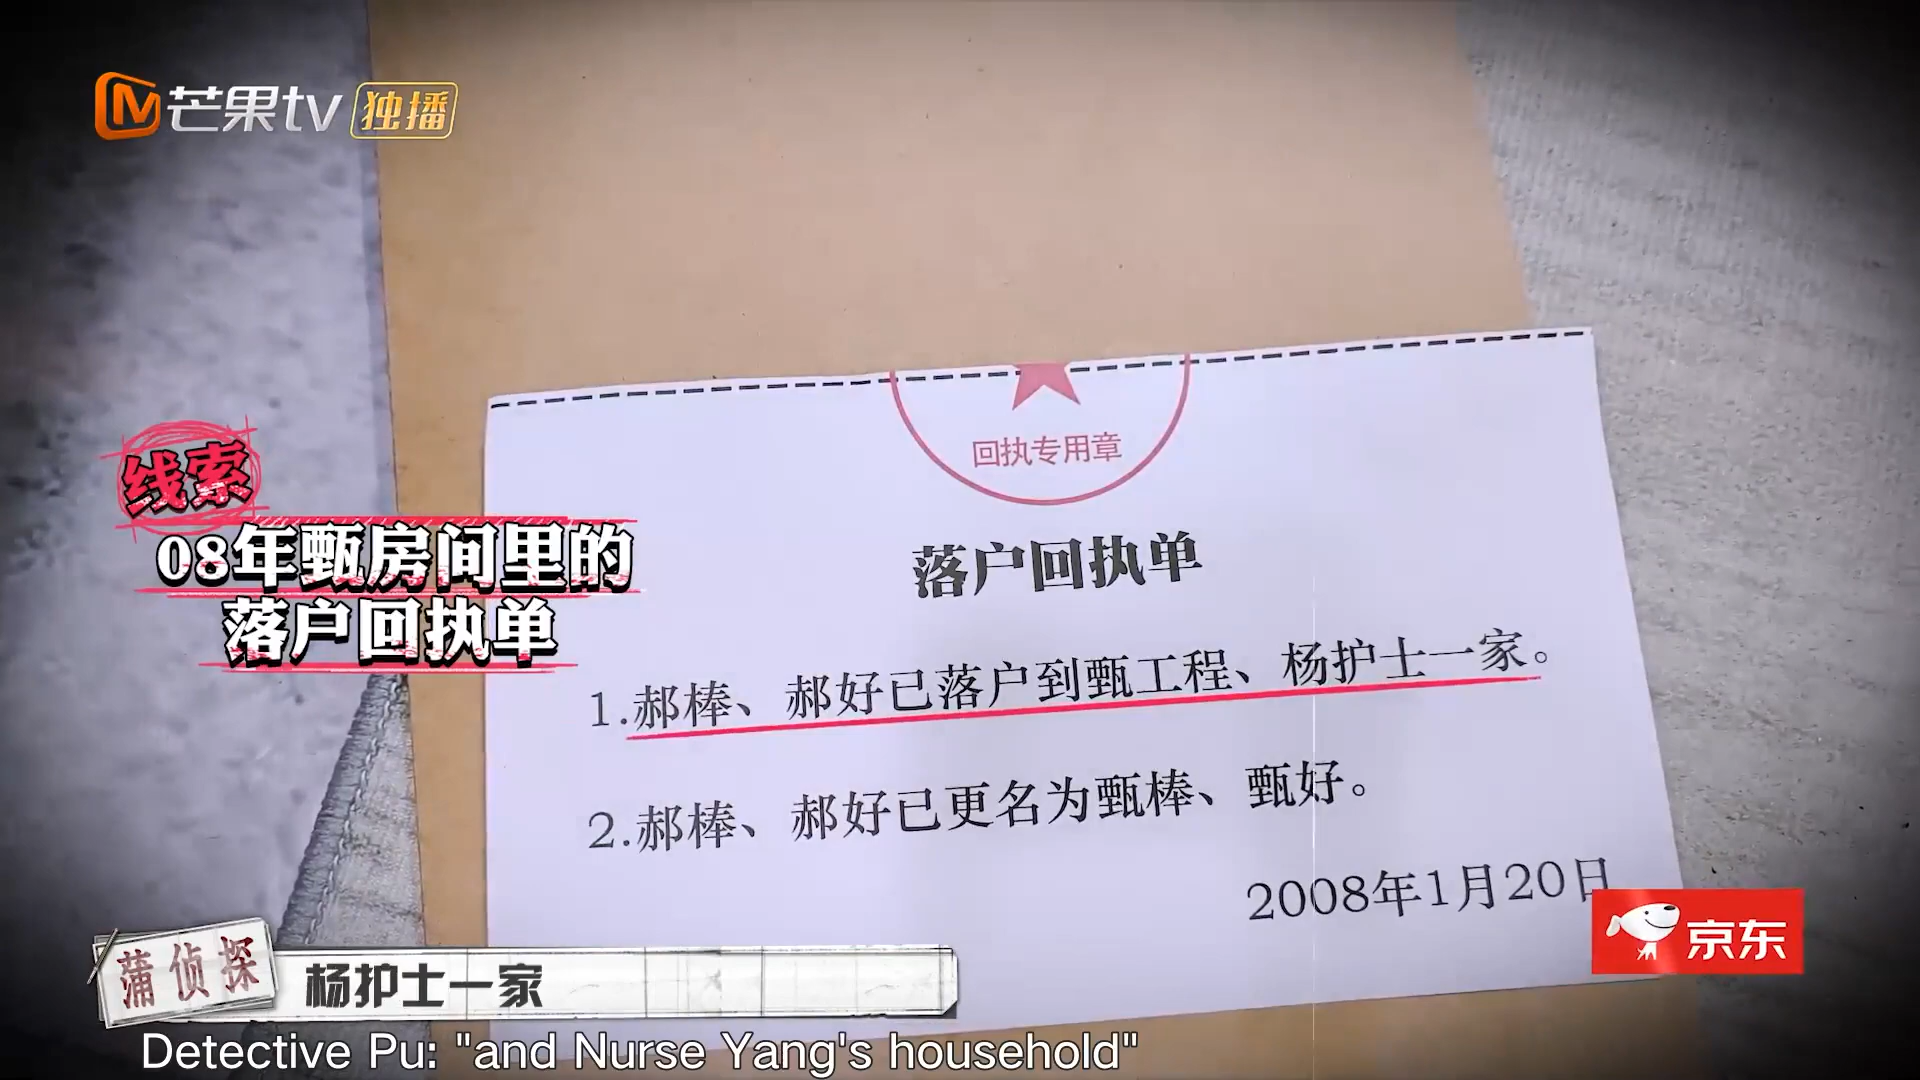 芒果tv 独播
回执专用章
落户回执单
1.郝棒、郝好已落户到甄工程、杨护士一家。
2.郝棒、郝好已更名为甄棒、甄好。
2008年1月20日
线索
08年甄房间里的
落户回执单
京东
蒲侦探 杨护士一家
Detective Pu: "and Nurse Yang's household"